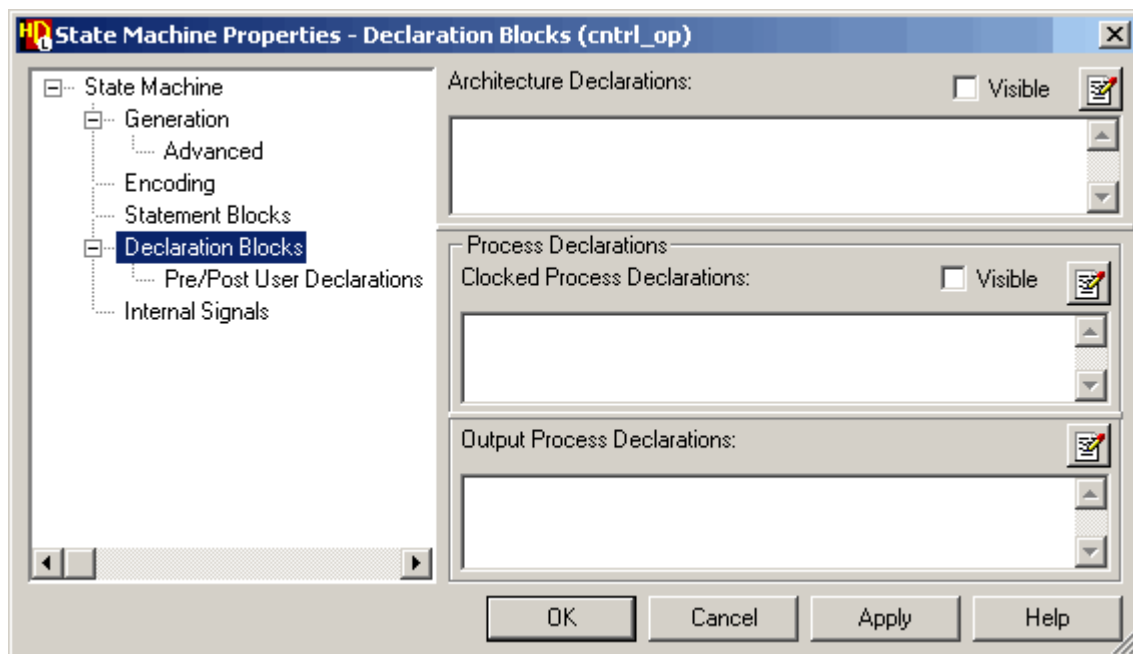 HDL State Machine Properties - Declaration Blocks (cntrl_op)
State Machine
Generation
Advanced
Encoding
Statement Blocks
Declaration Blocks
Pre/Post User Declarations
Internal Signals
Architecture Declarations: Visible
Process Declarations
Clocked Process Declarations: Visible
Output Process Declarations:
OK Cancel Apply Help